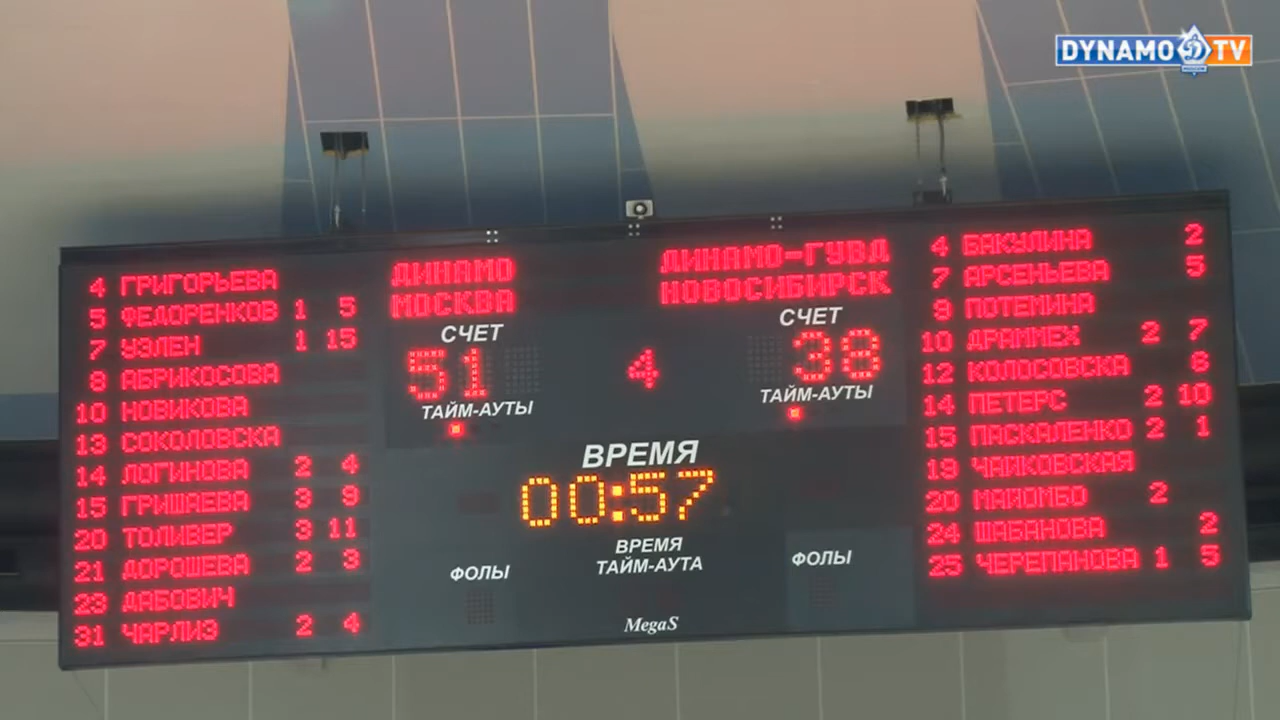 DYNAMO TV
4 ГРИГОРЬЕВА
5 ФЕДОРЕНКОВ 1 5
7 УЭЛЕН 1 15
8 АБРИКОСОВА
10 НОВИКОВА
13 СОКОЛОВСКА
14 ЛОГИНОВА 2 4
15 ГРИШАЕВА 3 9
20 ТОЛИВЕР 3 11
21 ДОРОШЕВА 2 3
23 ДАБОВИЧ
31 ЧАРЛИЗ 2 4
ДИНАМО
МОСКВА
СЧЕТ
51
ТАЙМ-АУТЫ
4
ДИНАМО-ГУВД
НОВОСИБИРСК
СЧЕТ
38
ТАЙМ-АУТЫ
ВРЕМЯ
00:57
ВРЕМЯ
ТАЙМ-АУТА
ФОЛЫ
ФОЛЫ
MegaS
4 БАКУЛИНА 2
7 АРСЕНЬЕВА 5
9 ПОТЕМИНА
10 ДРАММЕХ 2 7
12 КОЛОСОВСКА 6
14 ПЕТЕРС 2 10
15 ПАСКАЛЕНКО 2 1
19 ЧАЙКОВСКАЯ
20 МАЙОМБО 2
24 ШАБАНОВА 2
25 ЧЕРЕПАНОВА 1 5